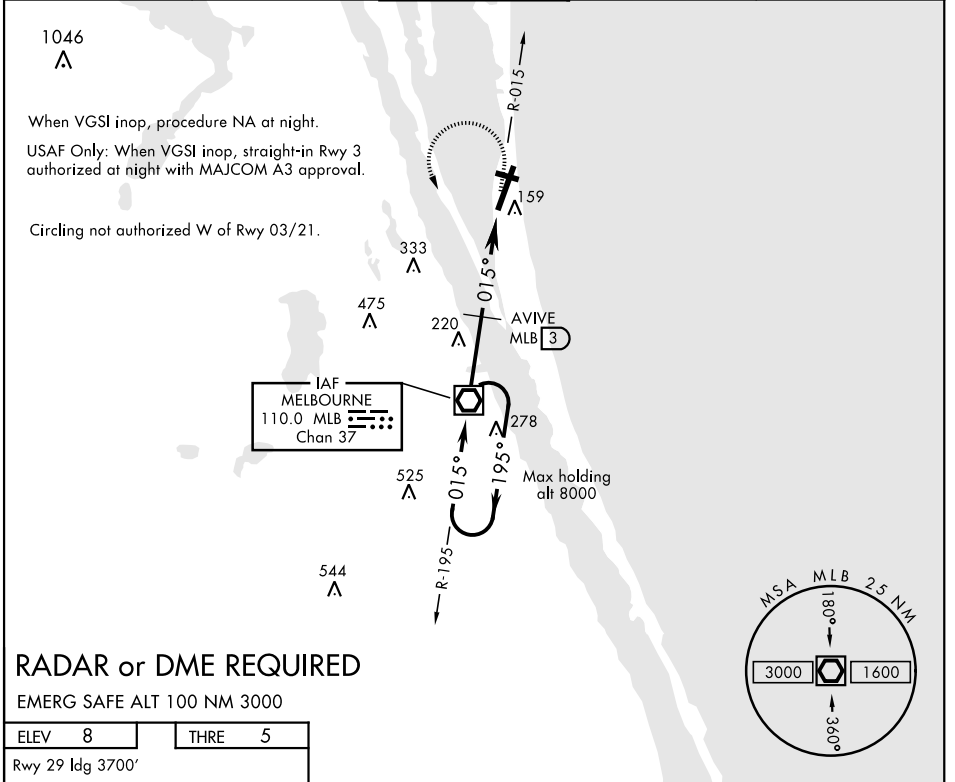 1046
When VGSI inop, procedure NA at night.
USAF Only: When VGSI inop, straight-in Rwy 3
authorized at night with MAJCOM A3 approval.
Circling not authorized W of Rwy 03/21.
R-015
159
333
015°
475
220
AVIVE
MLB 3
IAF
MELBOURNE
110.0 MLB
Chan 37
278
015°
195°
525
Max holding
alt 8000
R-195
544
MSA MLB 25 NM
180°
3000
1600
360°
RADAR or DME REQUIRED
EMERG SAFE ALT 100 NM 3000
ELEV 8
THRE 5
Rwy 29 ldg 3700'